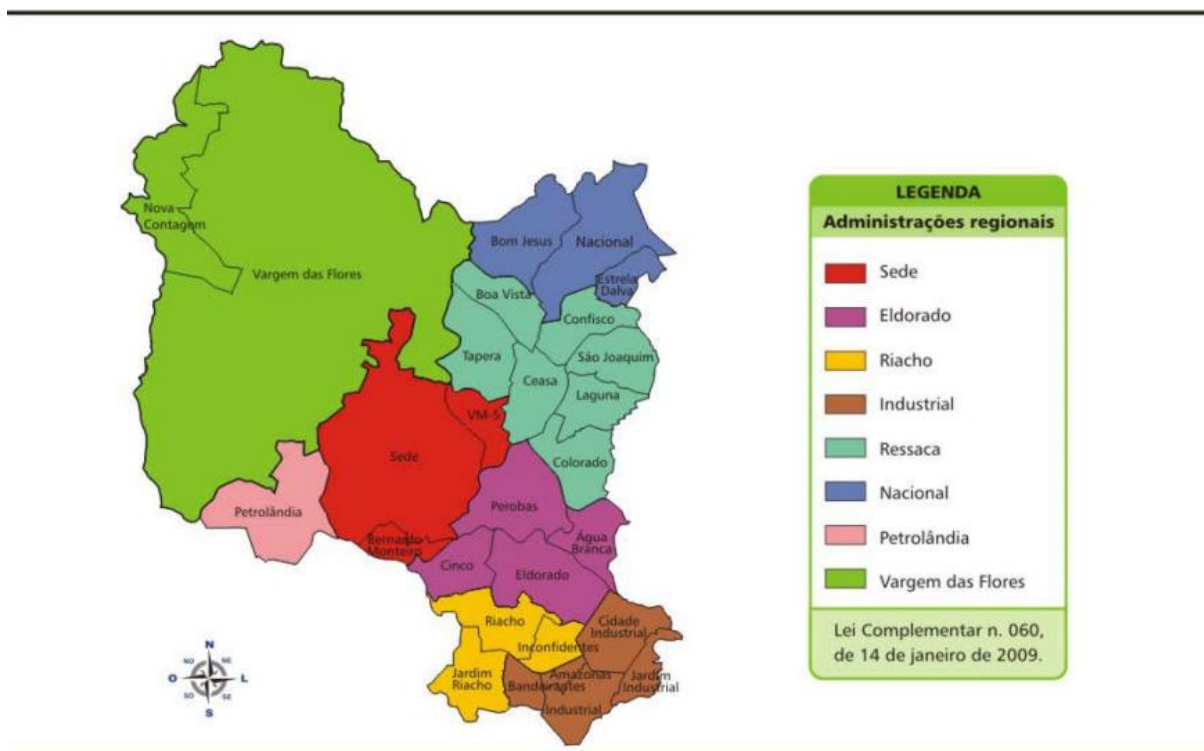 Nova
Contagem
Vargem das Flores
Bom Jesus
Nacional
Estrela
Dalva
Boa Vista
Confisco
Tapera
São Joaquim
Ceasa
Laguna
VM-5
Sede
Colorado
Petrolândia
Perobas
Bernardo
Monteiro
Água
Branca
Cinco
Eldorado
Riacho
Cidade
Industrial
Inconfidentes
Jardim
Riacho
Bandeirantes
Amazonas
Jardim
Industrial
Industrial
N
NO
NE
O
L
SO
SE
S
LEGENDA
Administrações regionais
Sede
Eldorado
Riacho
Industrial
Ressaca
Nacional
Petrolândia
Vargem das Flores
Lei Complementar n. 060,
de 14 de janeiro de 2009.